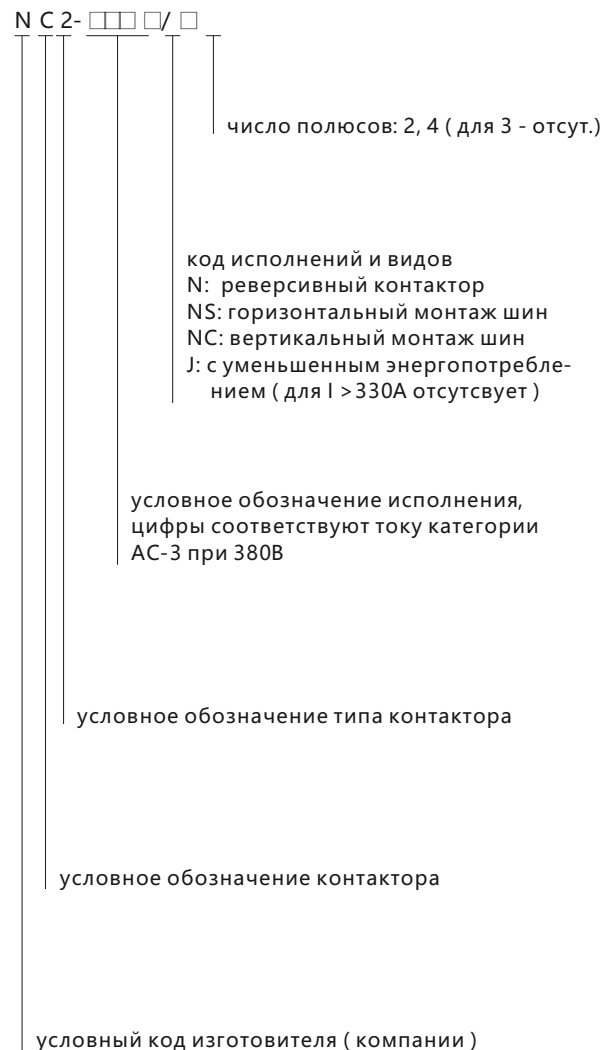 N C 2- □□□ □/ □
число полюсов: 2, 4 ( для 3 - отсут.)
код исполнений и видов
N: реверсивный контактор
NS: горизонтальный монтаж шин
NC: вертикальный монтаж шин
J: с уменьшенным энергопотребле-
нием ( для I >330А отсутсвует )
условное обозначение исполнения,
цифры соответствуют току категории
АС-3 при 380В
условное обозначение типа контактора
условное обозначение контактора
условный код изготовителя ( компании )